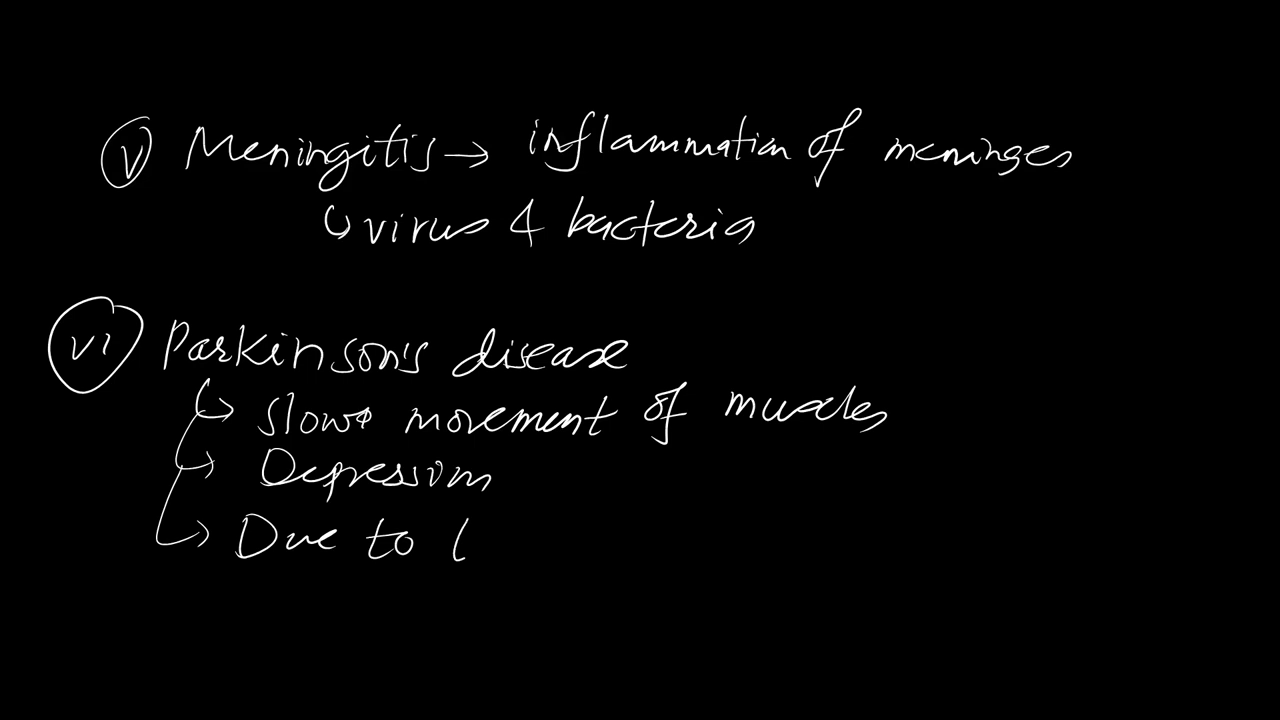 (v) Meningitis → inflammation of meninges
↳ virus & bacteria
(vi) Parkinson's disease
↳ Slow movement of muscles
↳ Depression
↳ Due to